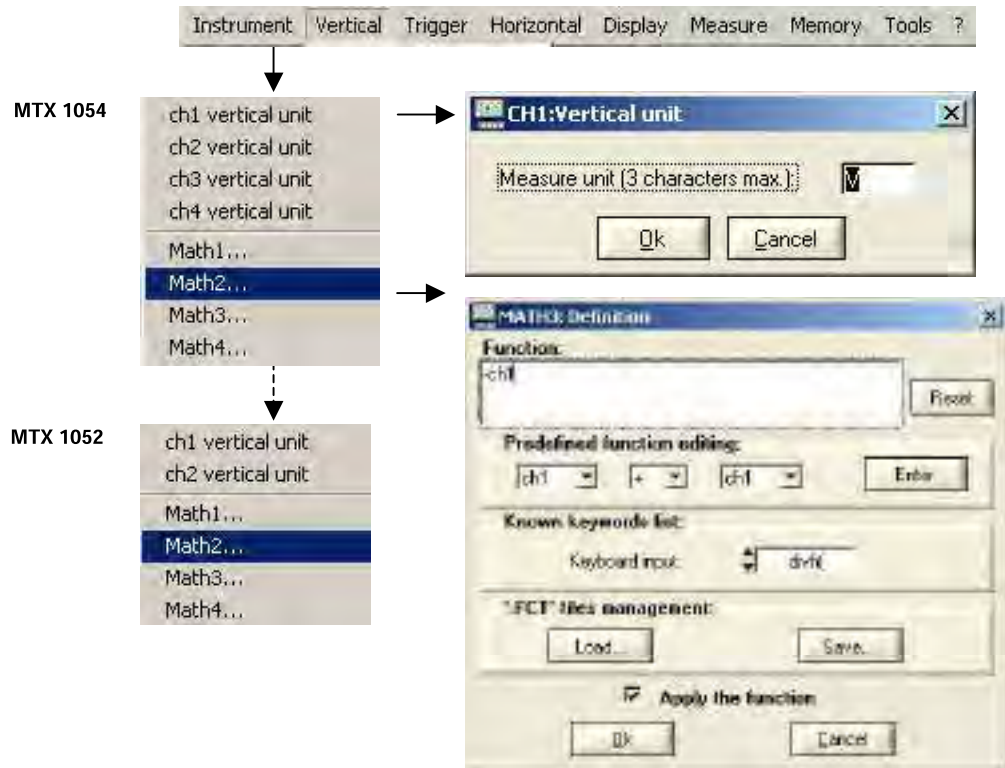 Instrument Vertical Trigger Horizontal Display Measure Memory Tools ?
MTX 1054
ch1 vertical unit
ch2 vertical unit
ch3 vertical unit
ch4 vertical unit
Math1...
Math2...
Math3...
Math4...
CH1:Vertical unit
Measure unit (3 characters max.):
V
Ok Cancel
MTX 1052
ch1 vertical unit
ch2 vertical unit
Math1...
Math2...
Math3...
Math4...
MATH3: Definition
Function:
-ch1
Reset
Predefined function editing:
ch1 + ch1 Enter
Known keywords list:
Keyboard input: divh(
".FCT" files management:
Load... Save...
Apply the function
Ok Cancel